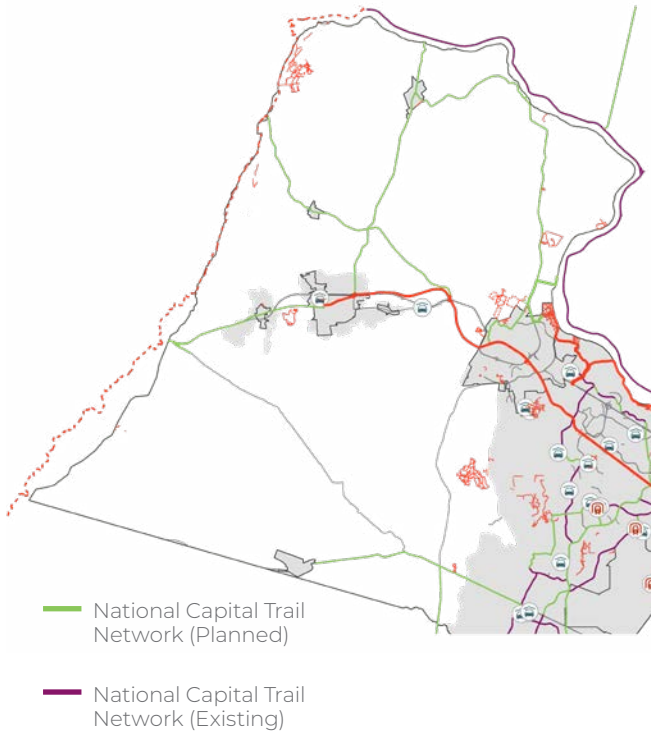 National Capital Trail
Network (Planned)
National Capital Trail
Network (Existing)